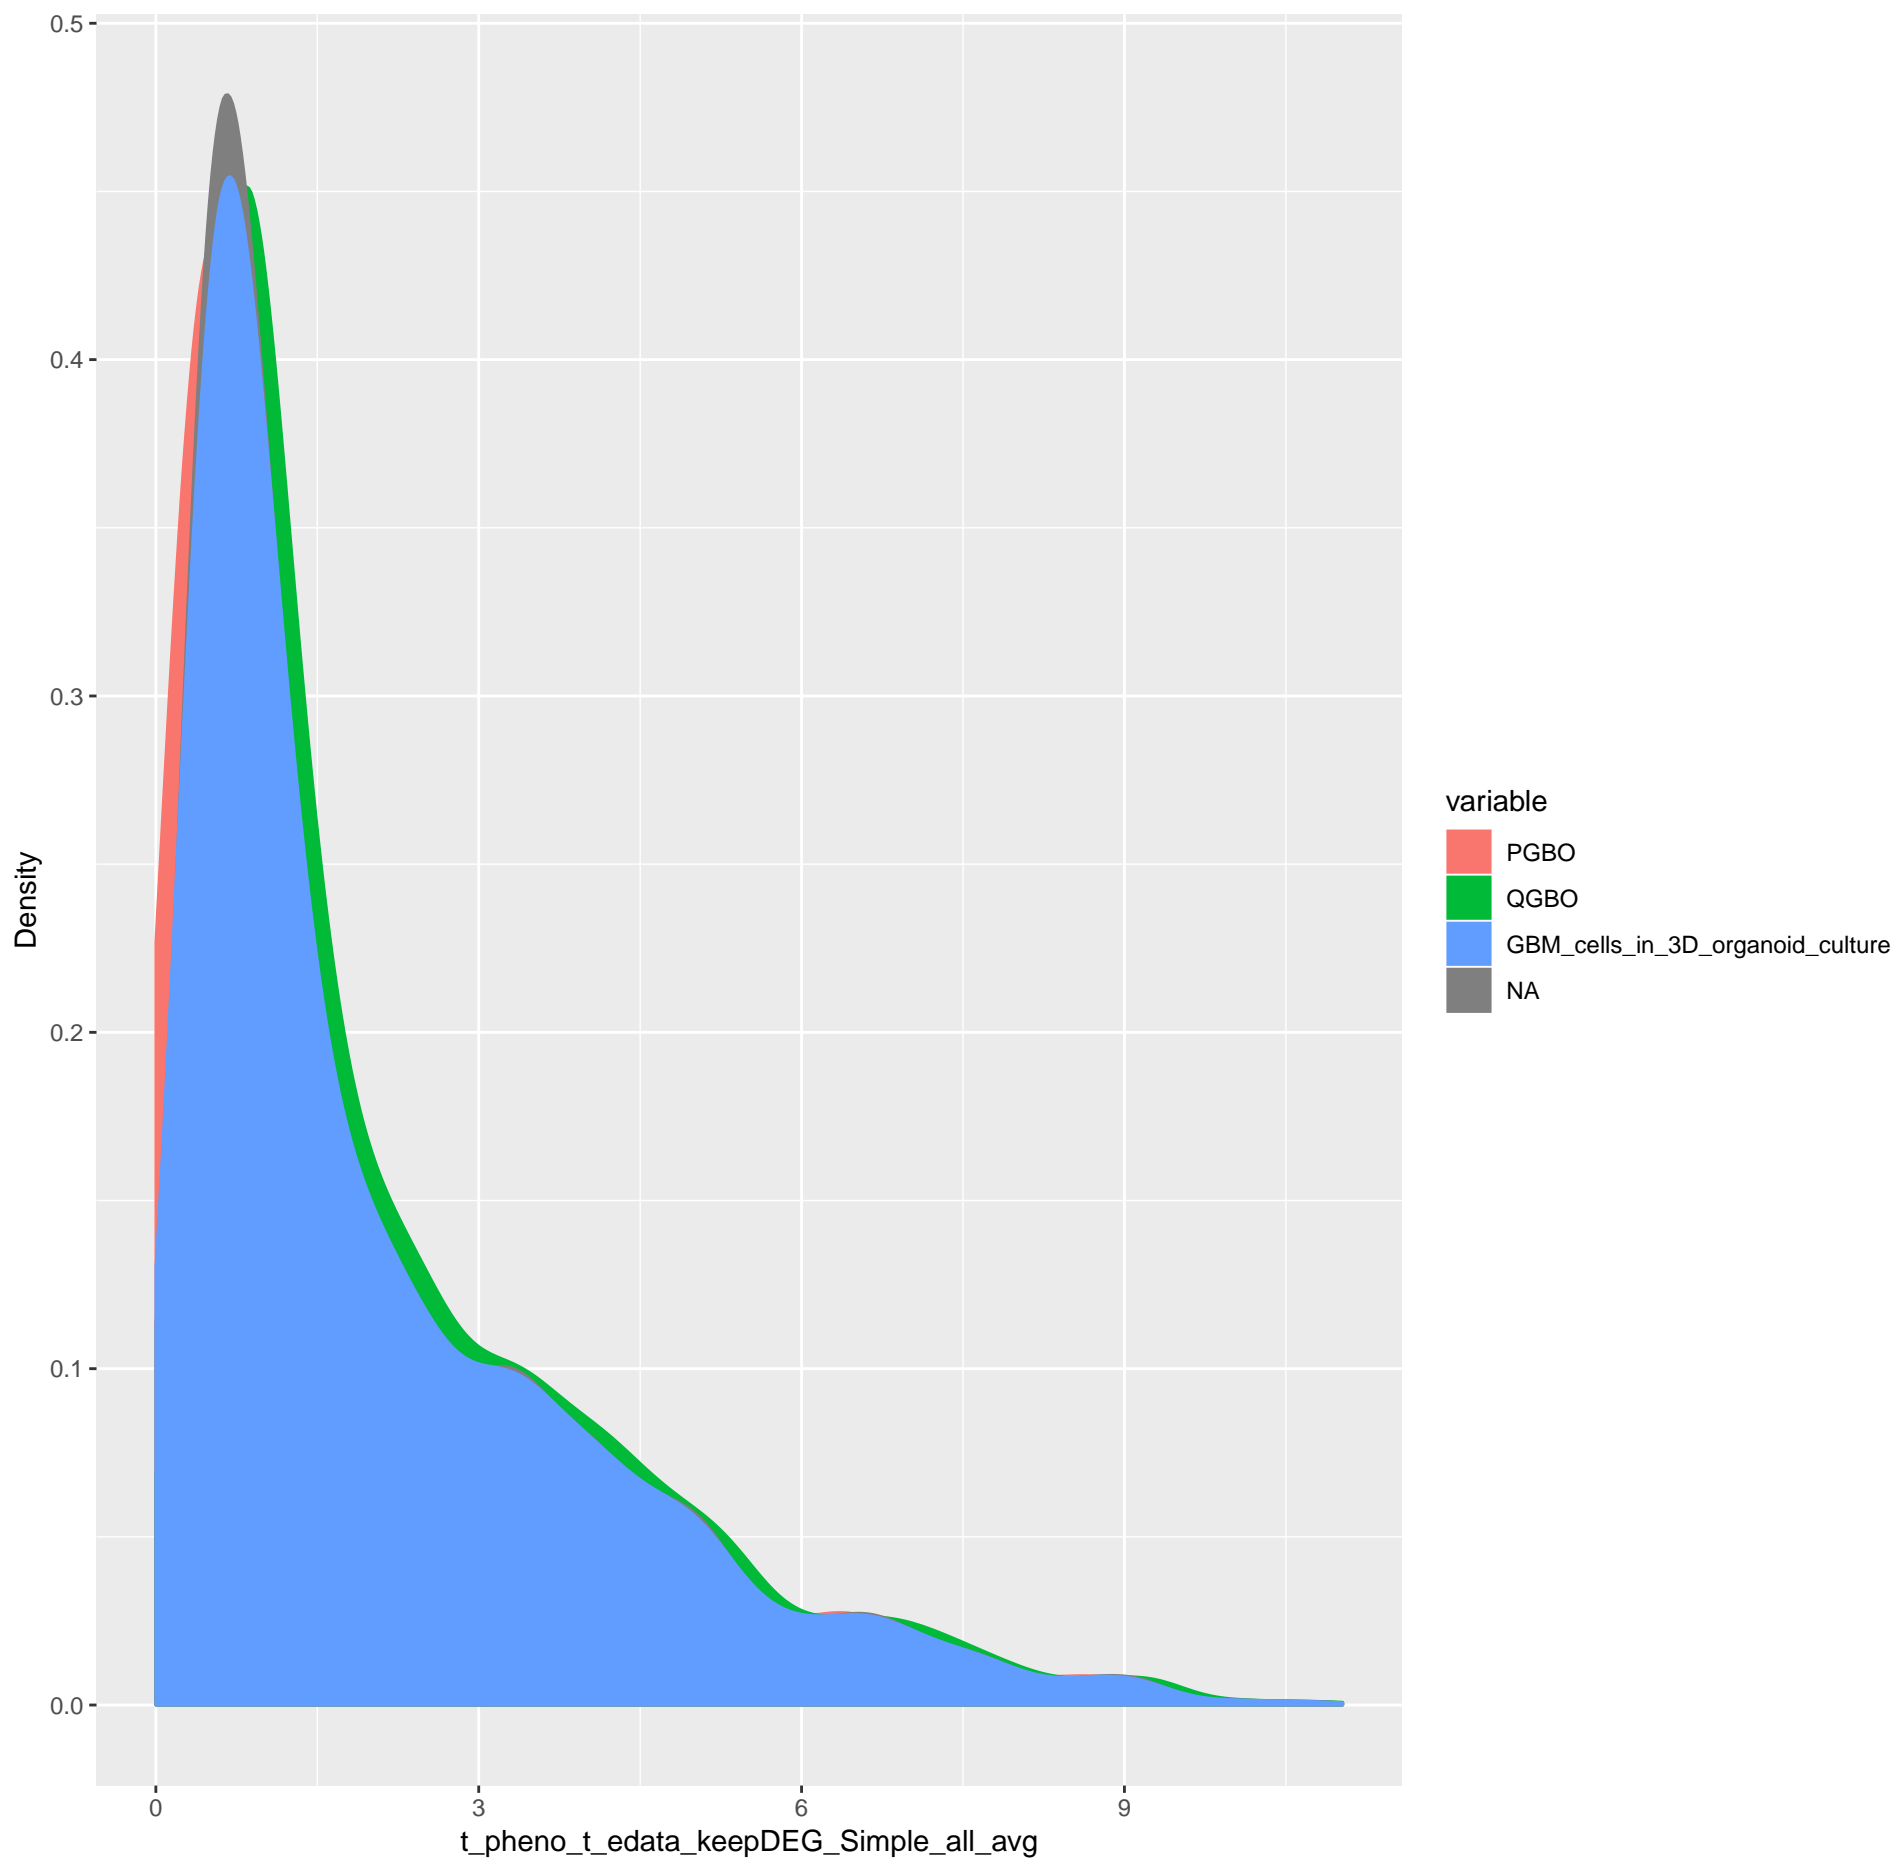 0.5
0.4
0.3
0.2
0.1
0.0
Density
0
3
6
9
t_pheno_t_edata_keepDEG_Simple_all_avg
variable
PGBO
QGBO
GBM_cells_in_3D_organoid_culture
NA